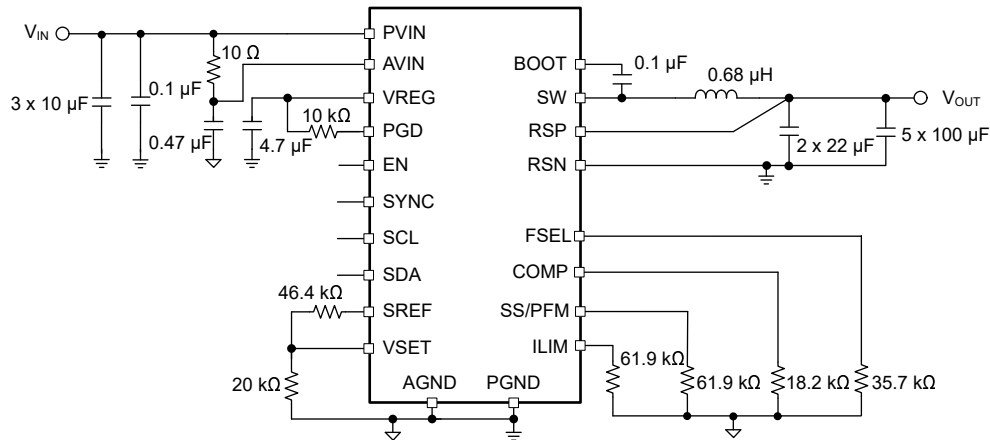 VIN
3 x 10 µF
0.1 µF
10 Ω
0.47 µF
4.7 µF
10 kΩ
PVIN
AVIN
VREG
PGD
EN
SYNC
SCL
SDA
SREF
VSET
46.4 kΩ
20 kΩ
AGND
PGND
BOOT
SW
RSP
RSN
FSEL
COMP
SS/PFM
ILIM
0.1 µF
0.68 µH
VOUT
2 x 22 µF
5 x 100 µF
61.9 kΩ
61.9 kΩ
18.2 kΩ
35.7 kΩ